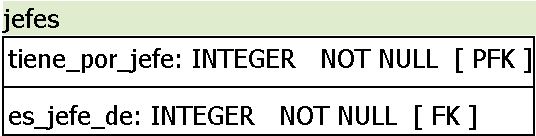 jefes
tiene_por_jefe: INTEGER NOT NULL [ PFK ]
es_jefe_de: INTEGER NOT NULL [ FK ]